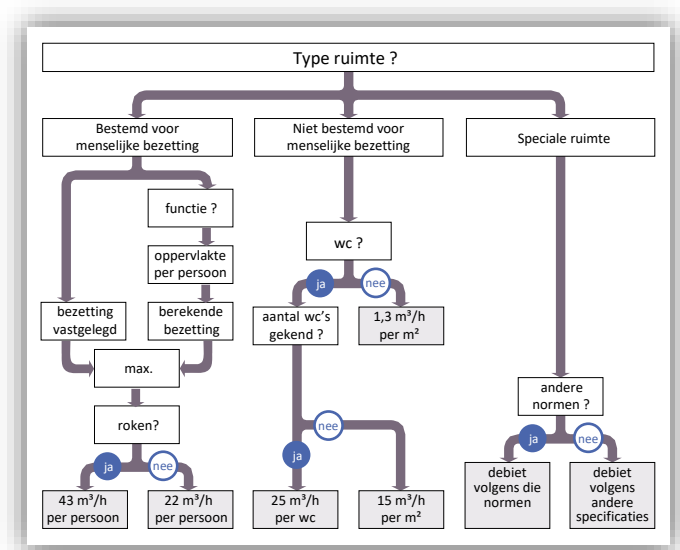 Type ruimte ?
Bestemd voor
menselijke bezetting
Niet bestemd voor
menselijke bezetting
Speciale ruimte
functie ?
oppervlakte
per persoon
bezetting
vastgelegd
berekende
bezetting
max.
roken?
ja
nee
43 m³/h
per persoon
22 m³/h
per persoon
wc ?
ja
nee
aantal wc's
gekend ?
1,3 m³/h
per m²
nee
ja
25 m³/h
per wc
15 m³/h
per m²
andere
normen ?
ja
nee
debiet
volgens die
normen
debiet
volgens
andere
specificaties